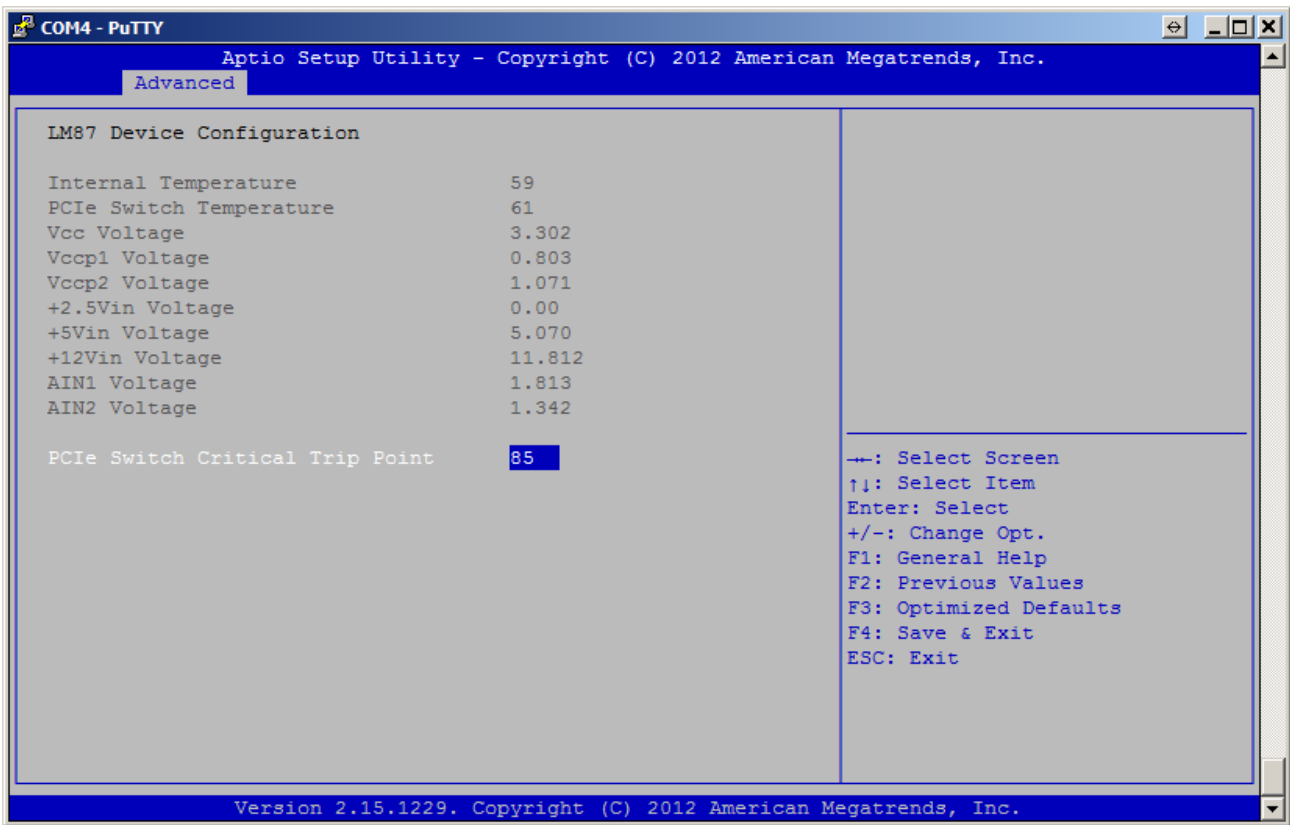 COM4 - PuTTY
Aptio Setup Utility - Copyright (C) 2012 American Megatrends, Inc.
Advanced
LM87 Device Configuration
Internal Temperature 59
PCIe Switch Temperature 61
Vcc Voltage 3.302
Vccp1 Voltage 0.803
Vccp2 Voltage 1.071
+2.5Vin Voltage 0.00
+5Vin Voltage 5.070
+12Vin Voltage 11.812
AIN1 Voltage 1.813
AIN2 Voltage 1.342
PCIe Switch Critical Trip Point 85
→←: Select Screen
↑↓: Select Item
Enter: Select
+/-: Change Opt.
F1: General Help
F2: Previous Values
F3: Optimized Defaults
F4: Save & Exit
ESC: Exit
Version 2.15.1229. Copyright (C) 2012 American Megatrends, Inc.